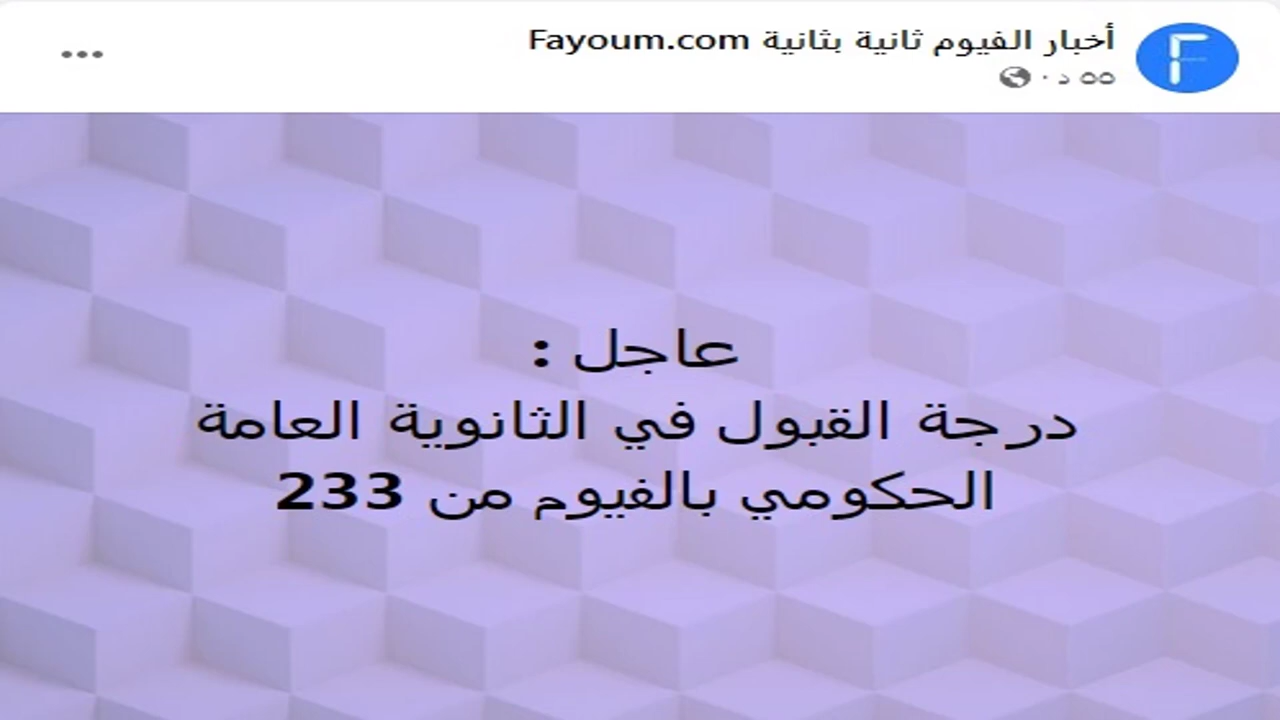 أخبار الفيوم ثانية بثانية Fayoum.com
٥٥ د ·
عاجل :
درجة القبول في الثانوية العامة
الحكومي بالفيوم من 233